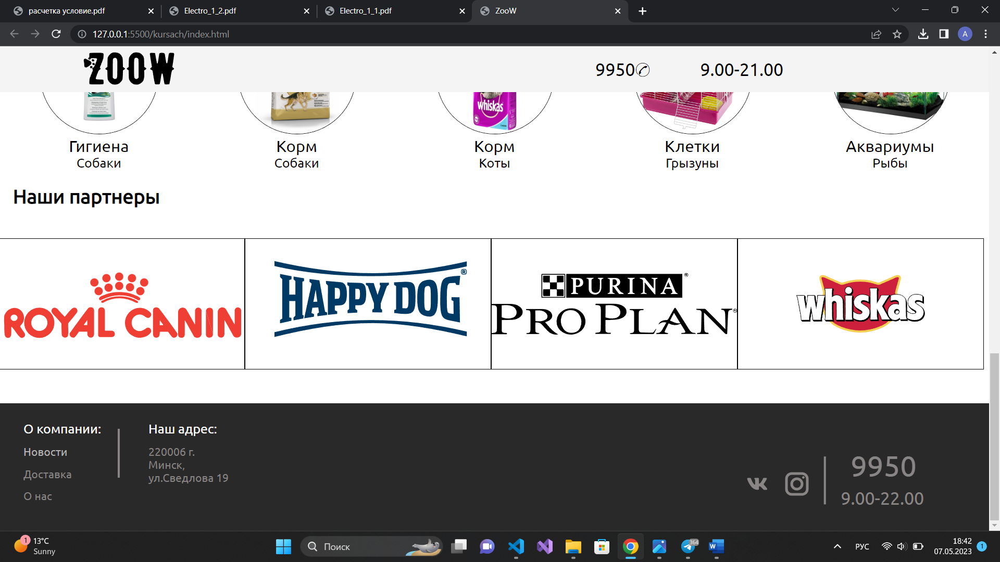 расчетка условие.pdf
Electro_1_2.pdf
Electro_1_1.pdf
ZooW
127.0.0.1:5500/kursach/index.html
A
ZOOW
9950✆
9.00-21.00
whiskas
Гигиена
Собаки
Корм
Собаки
Корм
Коты
Клетки
Грызуны
Аквариумы
Рыбы
Наши партнеры
ROYAL CANIN
HAPPY DOG®
PURINA®
PRO PLAN®
whiskas
О компании:
Новости
Доставка
О нас
Наш адрес:
220006 г.
Минск,
ул.Сведлова 19
9950
9.00-22.00
1
13°C
Sunny
Поиск
364
W
РУС
18:42
07.05.2023
1